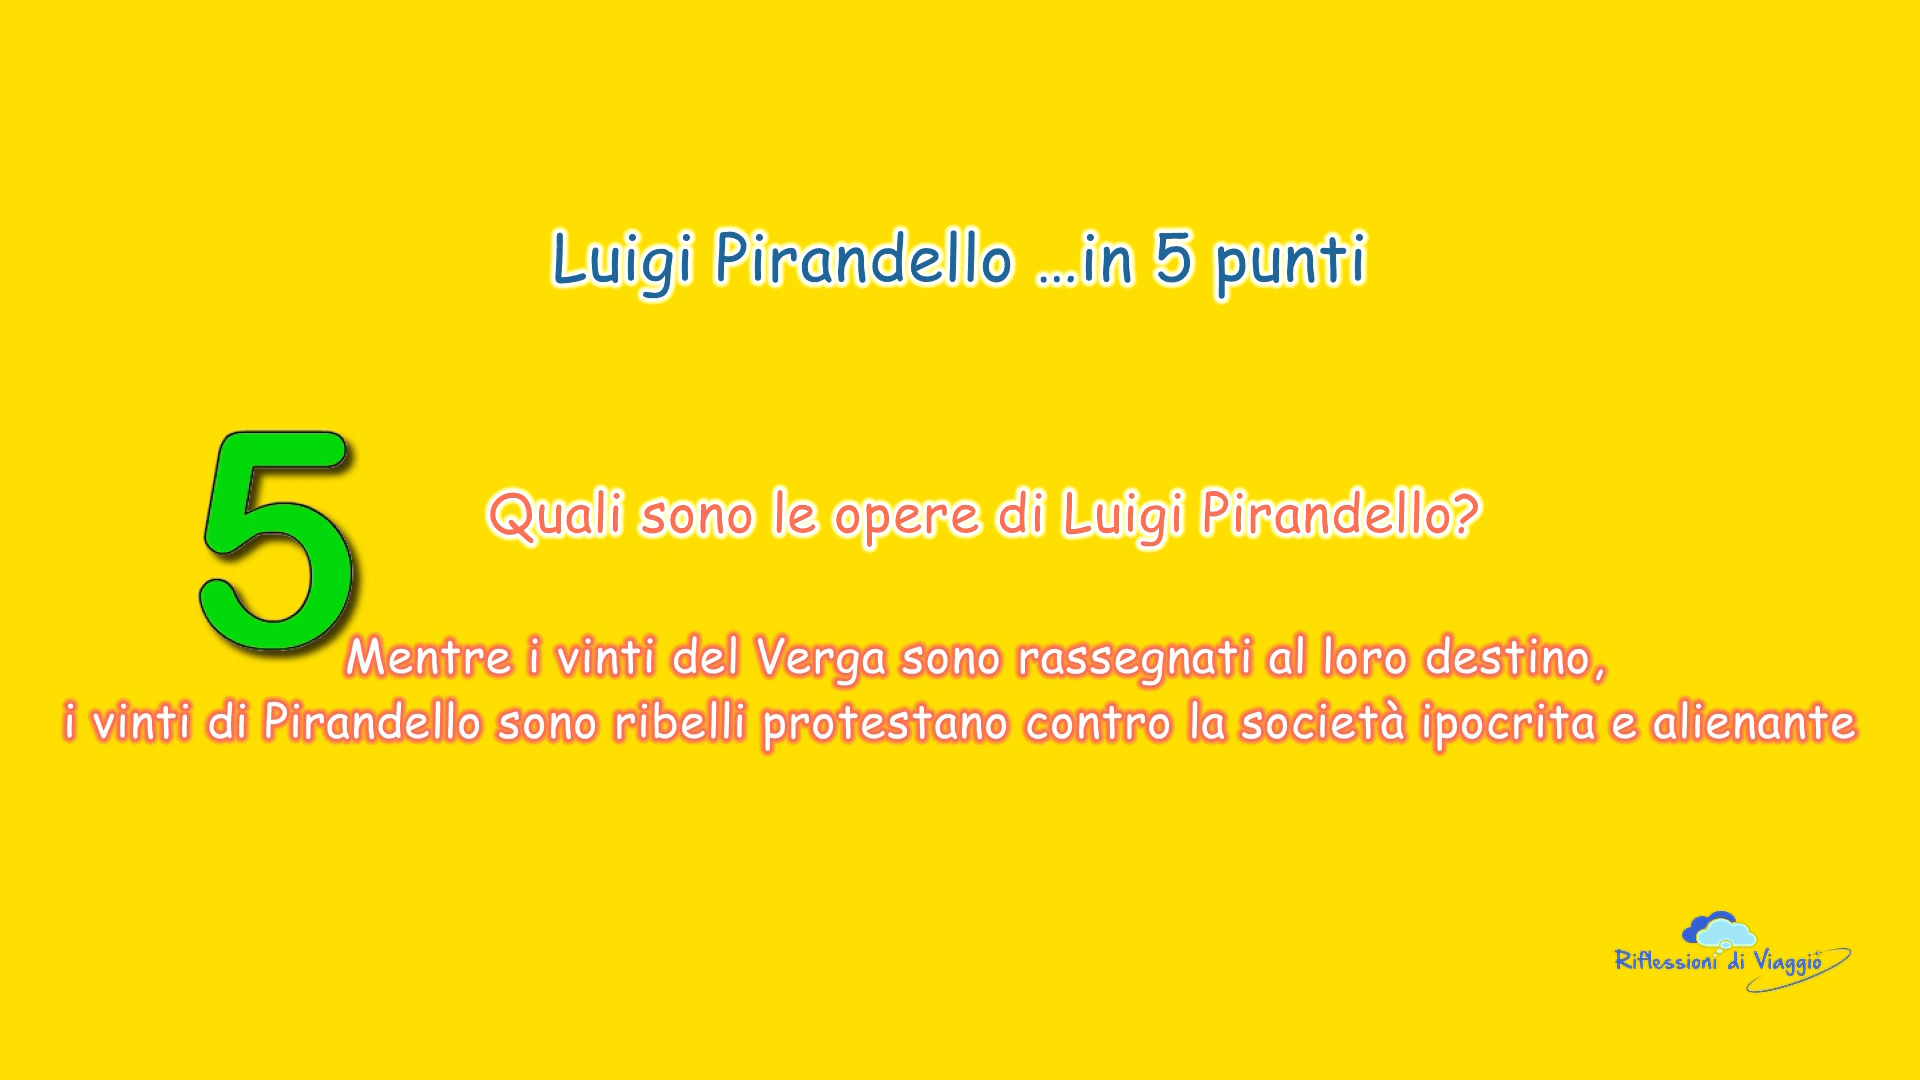 Luigi Pirandello ...in 5 punti
5
Quali sono le opere di Luigi Pirandello?
Mentre i vinti del Verga sono rassegnati al loro destino,
i vinti di Pirandello sono ribelli protestano contro la società ipocrita e alienante
Riflessioni di Viaggio